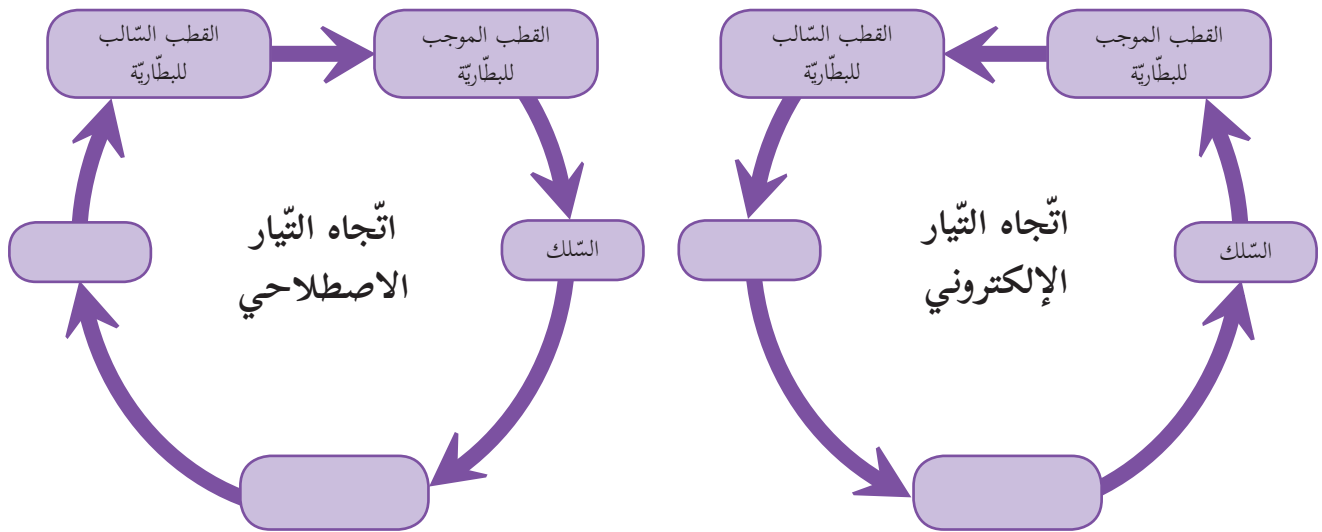 القطب الموجب
للبطّاريّة
القطب السّالب
للبطّاريّة
السّلك
اتّجاه التّيار
الإلكتروني
القطب الموجب
للبطّاريّة
القطب السّالب
للبطّاريّة
السّلك
اتّجاه التّيار
الاصطلاحي